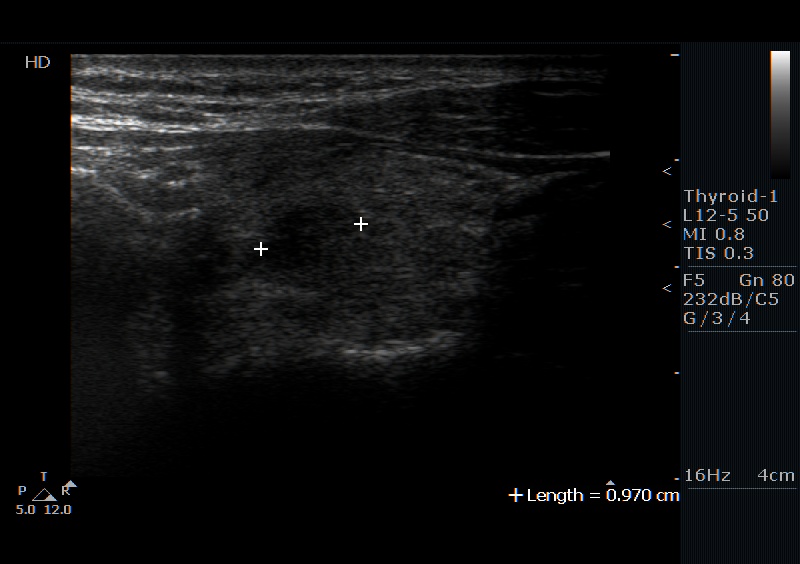 HD
Thyroid-1
L12-5 50
MI 0.8
TIS 0.3
F5 Gn 80
232dB/C5
G/3/4
16Hz 4cm
T
P R
5.0 12.0
Length = 0.970 cm